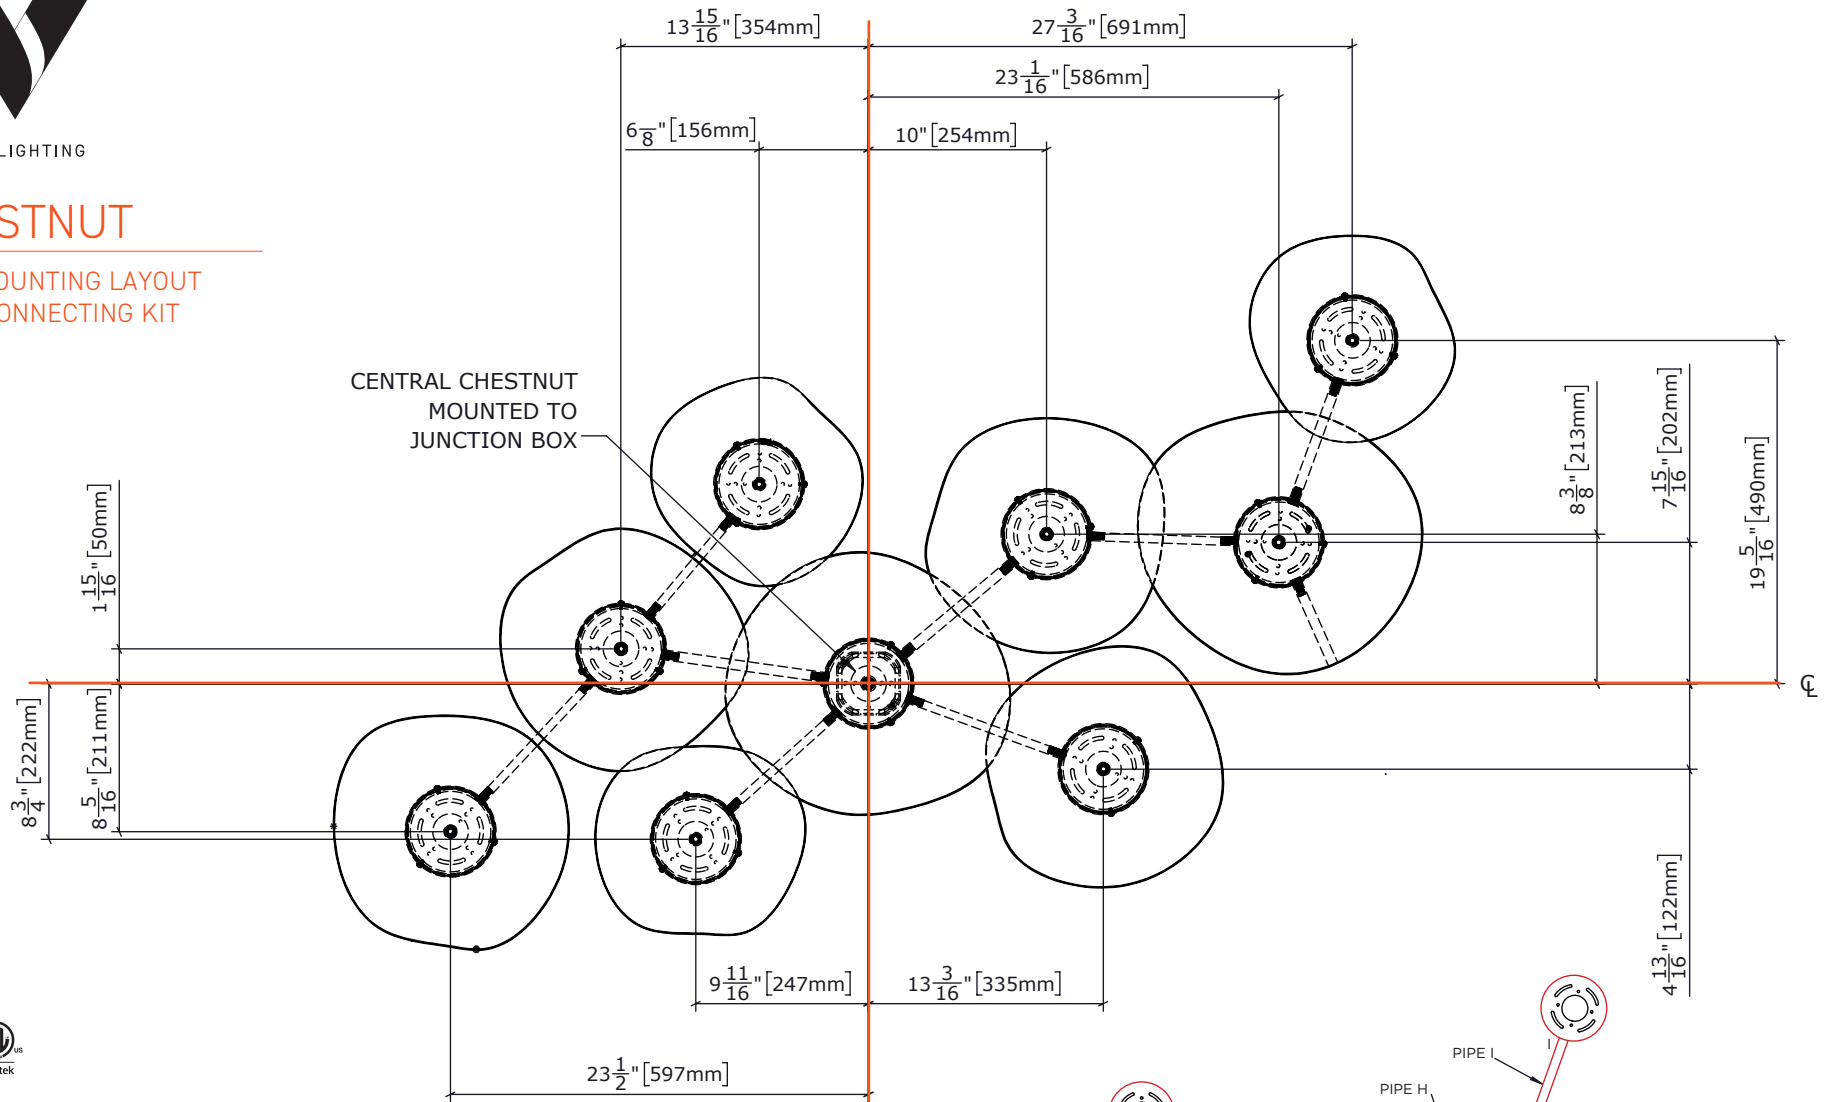 LIGHTING
STNUT
OUNTING LAYOUT
ONNECTING KIT
13 15/16" [354mm]
27 3/16" [691mm]
23 1/16" [586mm]
6 /8" [156mm]
10" [254mm]
CENTRAL CHESTNUT
MOUNTED TO
JUNCTION BOX
1 15/16" [50mm]
8 3/8" [213mm]
7 15/16" [202mm]
19 5/16" [490mm]
℄
8 3/4" [222mm]
8 5/16" [211mm]
4 13/16" [122mm]
9 11/16" [247mm]
13 3/16" [335mm]
23 1/2" [597mm]
us
tek
PIPE I
I
PIPE H